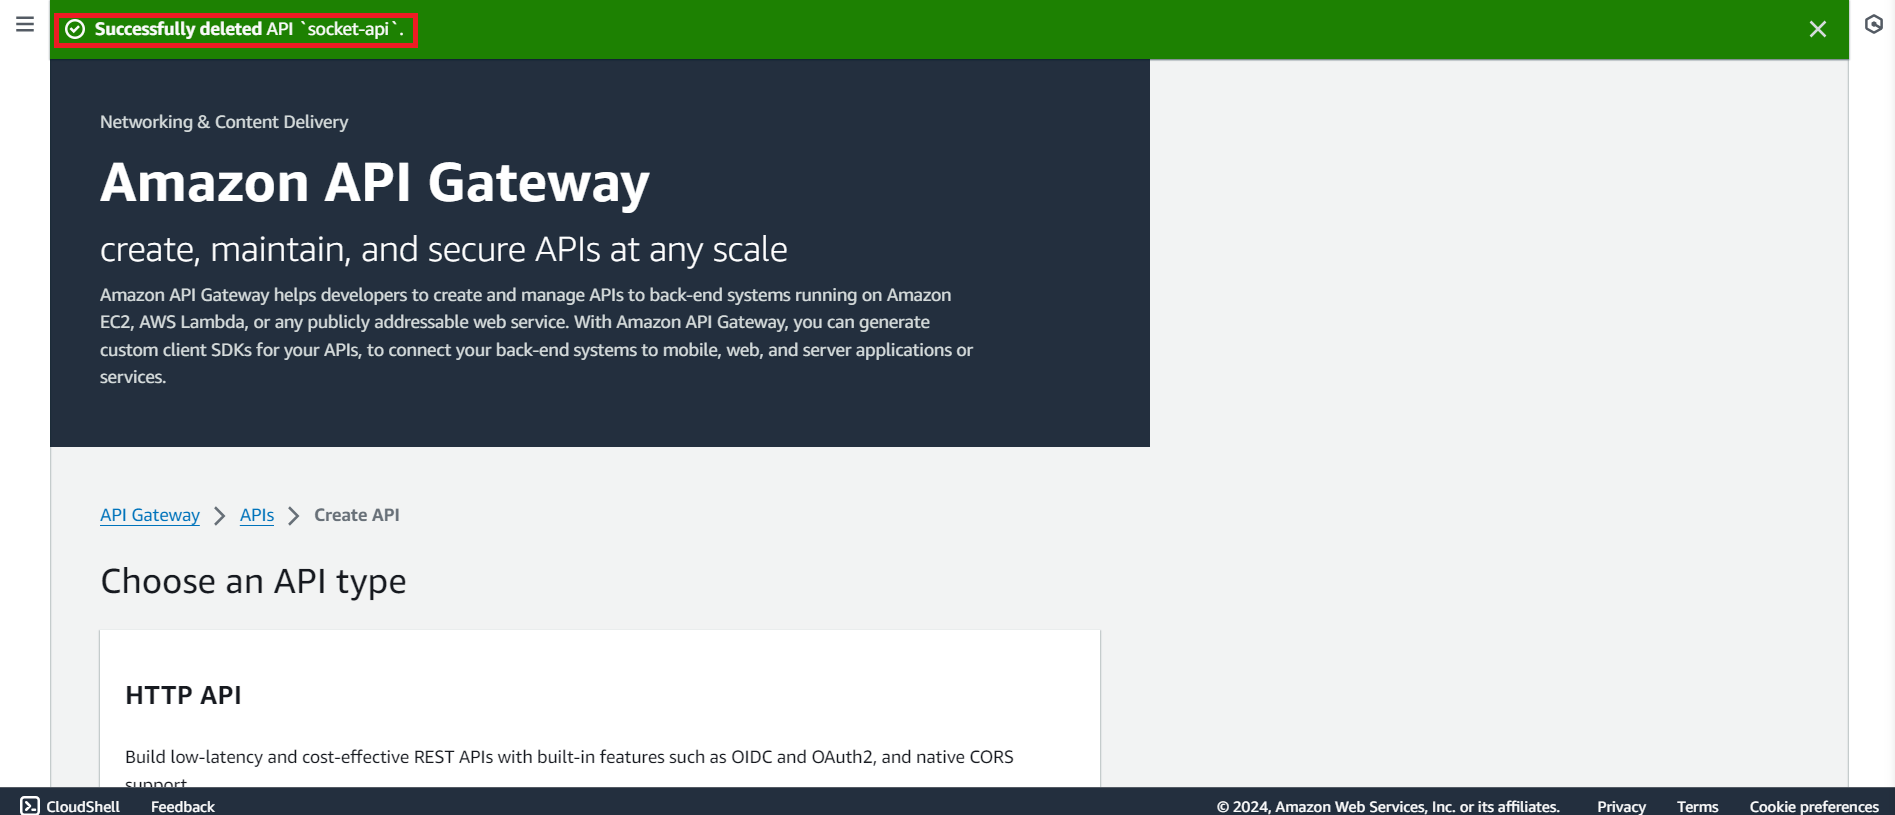 Successfully deleted API `socket-api`.
Networking & Content Delivery
Amazon API Gateway
create, maintain, and secure APIs at any scale
Amazon API Gateway helps developers to create and manage APIs to back-end systems running on Amazon
EC2, AWS Lambda, or any publicly addressable web service. With Amazon API Gateway, you can generate
custom client SDKs for your APIs, to connect your back-end systems to mobile, web, and server applications or
services.
API Gateway > APIs > Create API
Choose an API type
HTTP API
Build low-latency and cost-effective REST APIs with built-in features such as OIDC and OAuth2, and native CORS
support.
CloudShell Feedback © 2024, Amazon Web Services, Inc. or its affiliates. Privacy Terms Cookie preferences